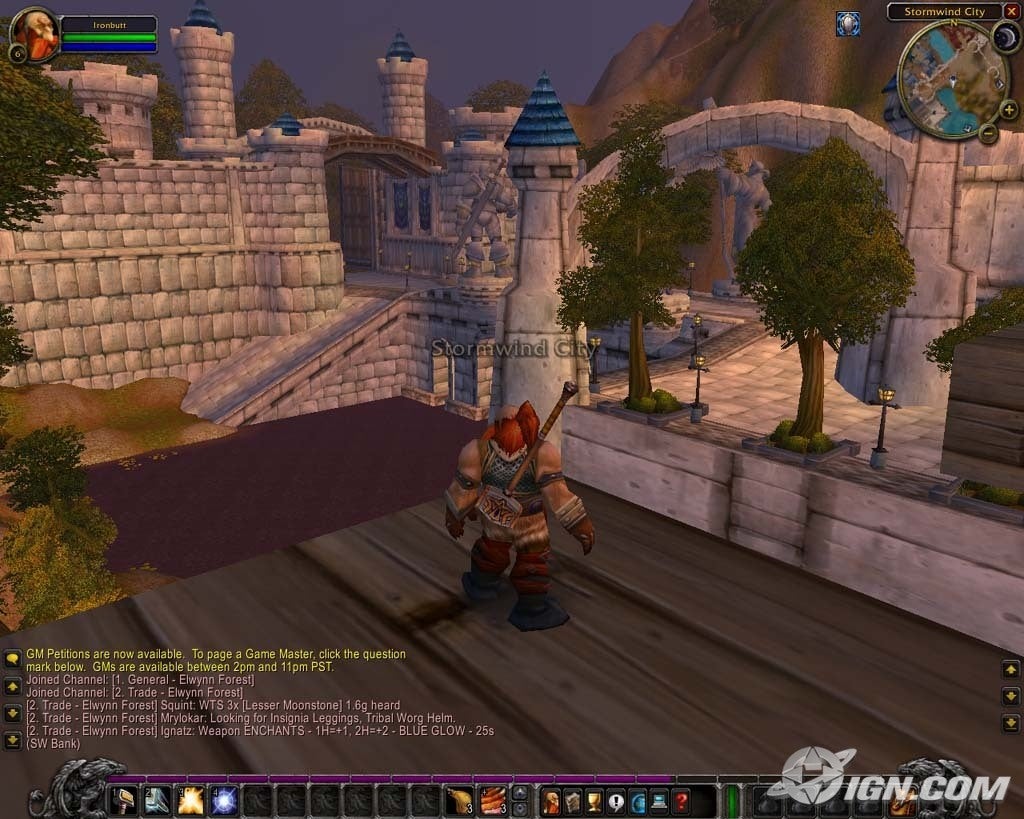 Ironbutt
Stormwind City
N
6
Stormwind City
GM Petitions are now available. To page a Game Master, click the question
mark below. GMs are available between 2pm and 11pm PST.
Joined Channel: [1. General - Elwynn Forest]
Joined Channel: [2. Trade - Elwynn Forest]
[2. Trade - Elwynn Forest] Squint: WTS 3x [Lesser Moonstone] 1.6g heard
[2. Trade - Elwynn Forest] Mrylokar: Looking for Insignia Leggings, Tribal Worg Helm.
[2. Trade - Elwynn Forest] Ignatz: Weapon ENCHANTS - 1H=+1, 2H=+2 - BLUE GLOW - 25s
(SW Bank)
IGN.COM